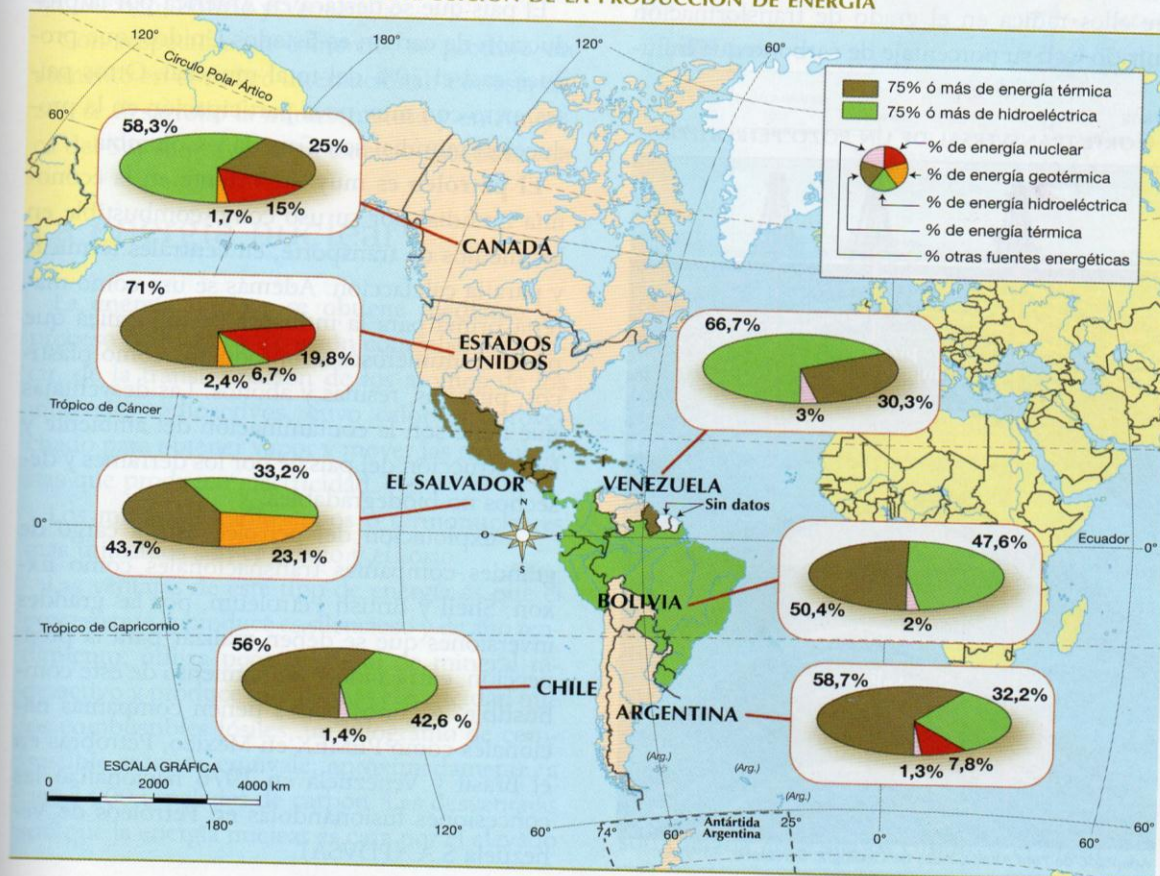 DE LA PRODUCCIÓN DE ENERGÍA
120°
180°
120°
60°
Círculo Polar Ártico
60°
75% ó más de energía térmica
75% ó más de hidroeléctrica
% de energía nuclear
% de energía geotérmica
% de energía hidroeléctrica
% de energía térmica
% otras fuentes energéticas
58,3%
25%
15%
1,7%
CANADÁ
71%
19,8%
6,7%
2,4%
ESTADOS
UNIDOS
66,7%
30,3%
3%
Trópico de Cáncer
33,2%
43,7%
23,1%
EL SALVADOR
VENEZUELA
Sin datos
N
O
E
S
0°
Ecuador
0°
47,6%
50,4%
2%
BOLIVIA
Trópico de Capricornio
56%
42,6 %
1,4%
CHILE
58,7%
32,2%
7,8%
1,3%
ARGENTINA
(Arg.)
(Arg.)
(Arg.)
ESCALA GRÁFICA
0
2000
4000 km
Antártida
Argentina
180°
120°
60°
74°
60°
25°
0°
60°
60°